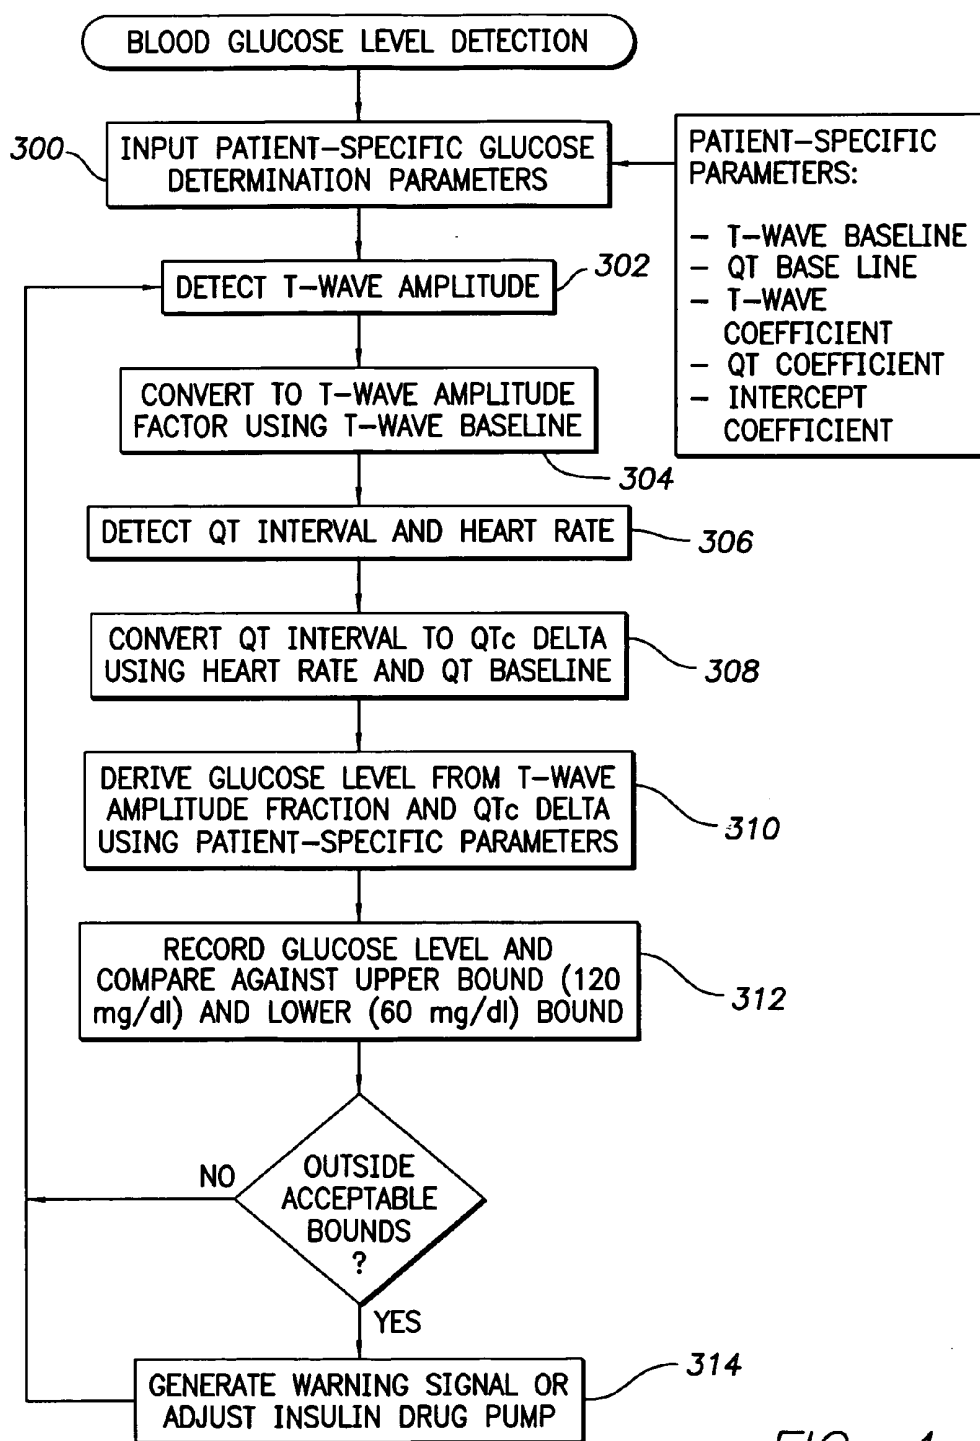 BLOOD GLUCOSE LEVEL DETECTION
300
INPUT PATIENT-SPECIFIC GLUCOSE
DETERMINATION PARAMETERS
PATIENT-SPECIFIC
PARAMETERS:
- T-WAVE BASELINE
- QT BASE LINE
- T-WAVE
COEFFICIENT
- QT COEFFICIENT
- INTERCEPT
COEFFICIENT
DETECT T-WAVE AMPLITUDE
302
CONVERT TO T-WAVE AMPLITUDE
FACTOR USING T-WAVE BASELINE
304
DETECT QT INTERVAL AND HEART RATE
306
CONVERT QT INTERVAL TO QTc DELTA
USING HEART RATE AND QT BASELINE
308
DERIVE GLUCOSE LEVEL FROM T-WAVE
AMPLITUDE FRACTION AND QTc DELTA
USING PATIENT-SPECIFIC PARAMETERS
310
RECORD GLUCOSE LEVEL AND
COMPARE AGAINST UPPER BOUND (120
mg/dl) AND LOWER (60 mg/dl) BOUND
312
OUTSIDE
ACCEPTABLE
BOUNDS
?
NO
YES
GENERATE WARNING SIGNAL OR
ADJUST INSULIN DRUG PUMP
314